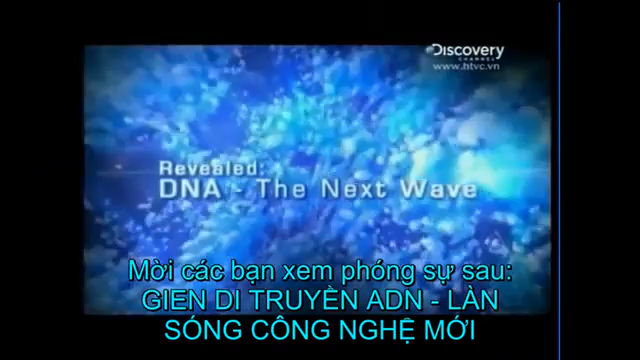 Discovery
CHANNEL
www.htvc.vn
Revealed:
DNA - The Next Wave
Mời các bạn xem phóng sự sau:
GIEN DI TRUYỀN ADN - LÀN
SÓNG CÔNG NGHỆ MỚI